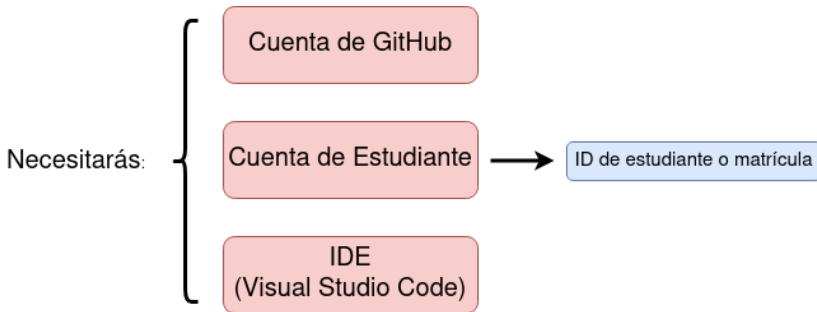 Necesitarás:
Cuenta de GitHub
Cuenta de Estudiante
ID de estudiante o matrícula
IDE
(Visual Studio Code)